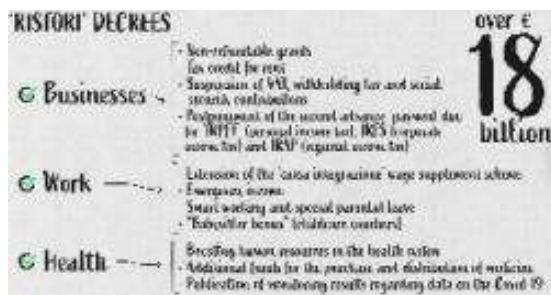 'RISTORI' DECREES
over €
18
billion
Businesses
- Non-refundable grants
Tax credit for rent
- Suspension of VAT, withholding tax and social
security contributions
- Postponement of the second advance payment due
for IRPEF (personal income tax), IRES (corporate
income tax) and IRAP (regional income tax)
Work
Extension of the 'cassa integrazione' wage supplement scheme
- Emergency income
Smart working and special parental leave
- "Babysitter bonus" (childcare vouchers)
Health
Boosting human resources in the health system
- Additional funds for the purchase and distribution of medicine
Publication of monitoring results regarding data on the Covid-19